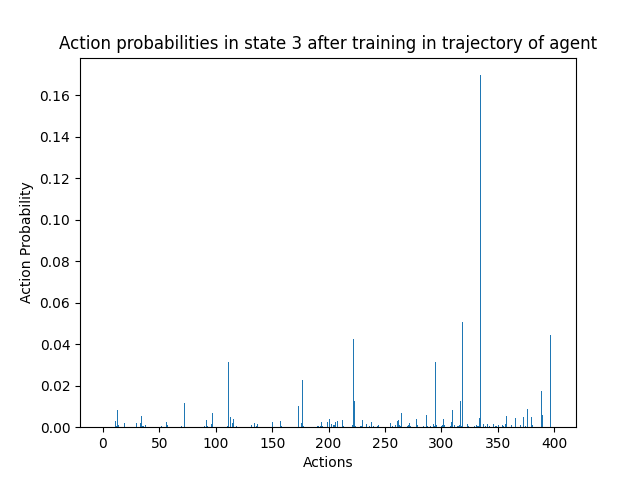 Action probabilities in state 3 after training in trajectory of agent
Action Probability
0.16
0.14
0.12
0.10
0.08
0.06
0.04
0.02
0.00
0 50 100 150 200 250 300 350 400
Actions